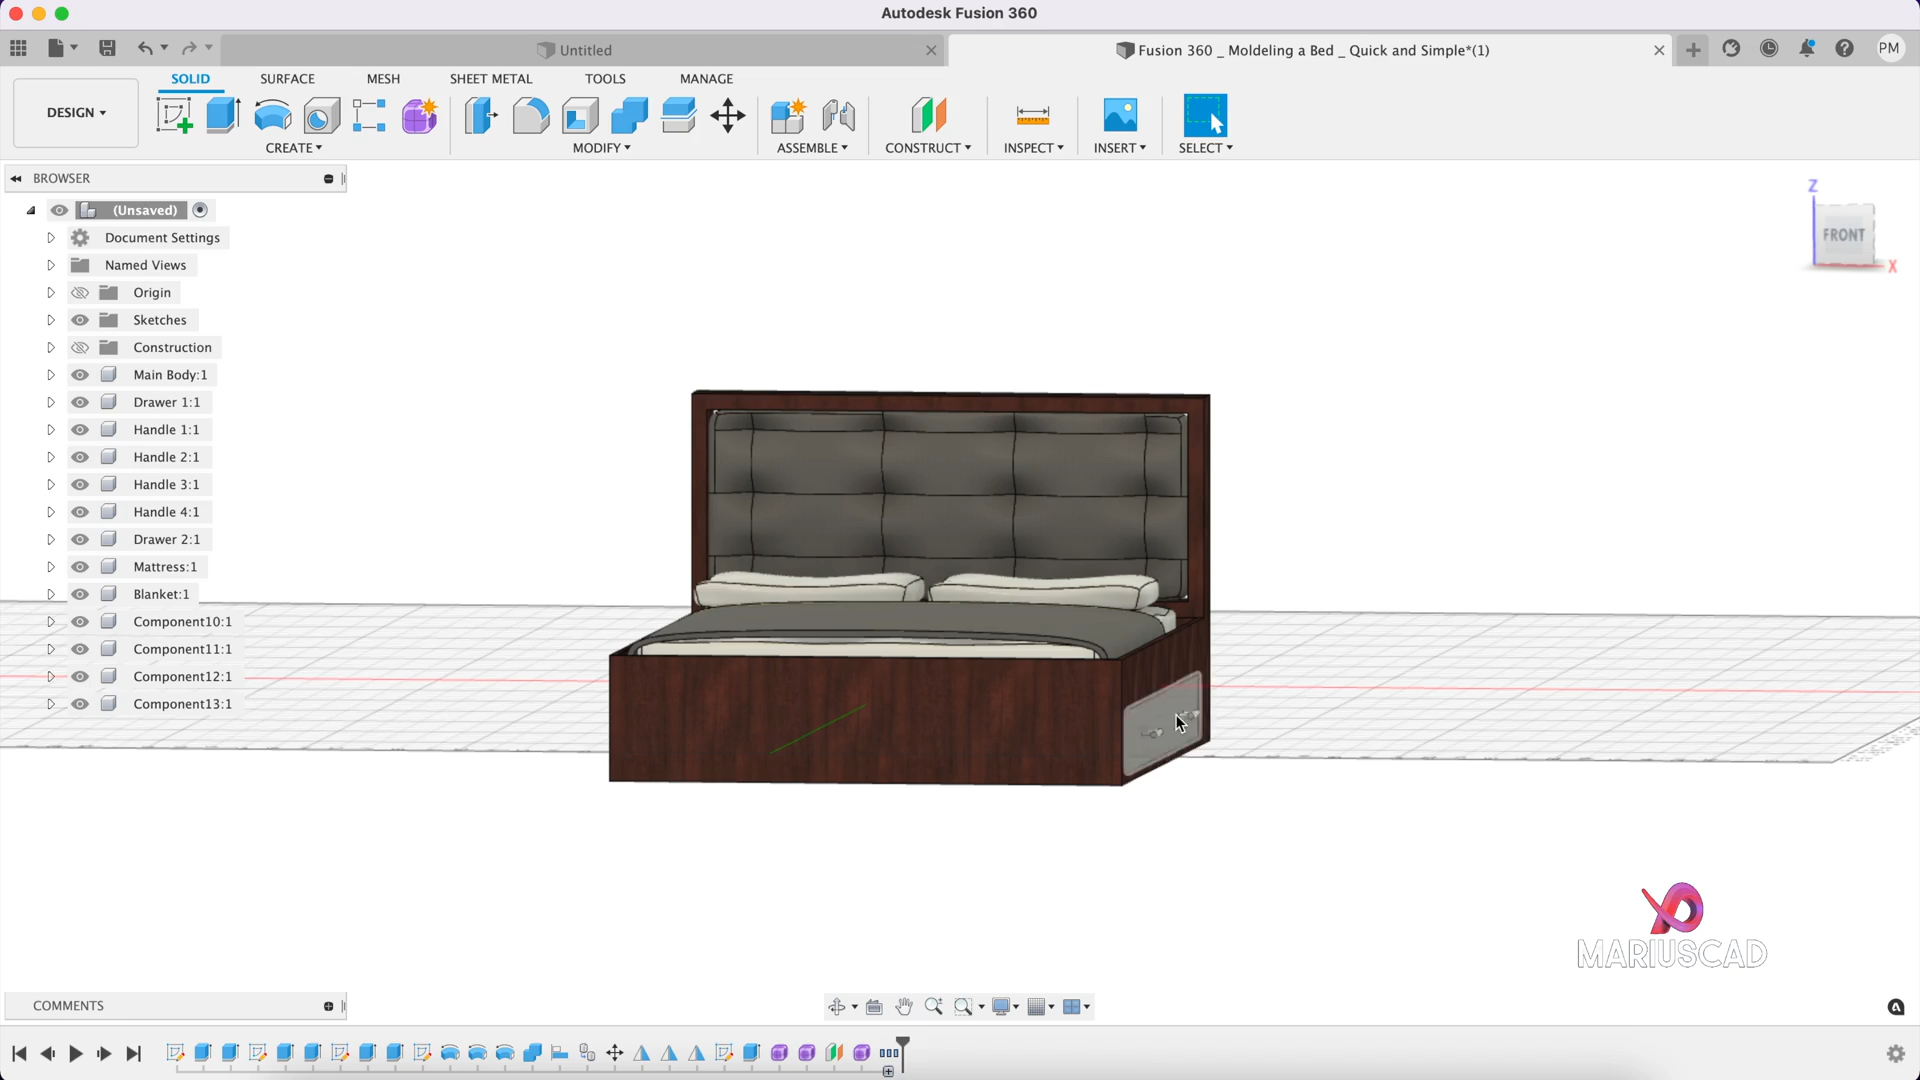 Autodesk Fusion 360
Untitled
Fusion 360 _ Moldeling a Bed _ Quick and Simple*(1)
PM
DESIGN
SOLID
SURFACE
MESH
SHEET METAL
TOOLS
MANAGE
CREATE
MODIFY
ASSEMBLE
CONSTRUCT
INSPECT
INSERT
SELECT
BROWSER
(Unsaved)
Document Settings
Named Views
Origin
Sketches
Construction
Main Body:1
Drawer 1:1
Handle 1:1
Handle 2:1
Handle 3:1
Handle 4:1
Drawer 2:1
Mattress:1
Blanket:1
Component10:1
Component11:1
Component12:1
Component13:1
Z
FRONT
X
MARIUSCAD
COMMENTS